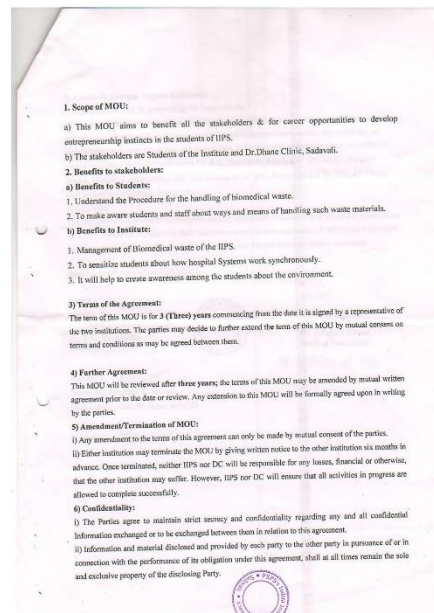 1. Scope of MOU:
a) This MOU aims to benefit all the stakeholders & for career opportunities to develop
entrepreneurship instincts in the students of IIPS.
b) The stakeholders are Students of the Institute and Dr.Dhane Clinic, Sadavali.
2. Benefits to stakeholders:
a) Benefits to Students:
1. Understand the Procedure for the handling of biomedical waste.
2. To make aware students and staff about ways and means of handling such waste materials.
b) Benefits to Institute:
1. Management of Biomedical waste of the IIPS.
2. To sensitize students about how hospital Systems work synchronously.
3. It will help to create awareness among the students about the environment.
3) Terms of the Agreement:
The term of this MOU is for 3 (Three) years commencing from the date it is signed by a representative of
the two institutions. The parties may decide to further extend the term of this MOU by mutual consent on
terms and conditions as may be agreed between them.
4) Further Agreement:
This MOU will be reviewed after three years; the terms of this MOU may be amended by mutual written
agreement prior to the date or review. Any extension to this MOU will be formally agreed upon in writing
by the parties.
5) Amendment/Termination of MOU:
i) Any amendment to the terms of this agreement can only be made by mutual consent of the parties.
ii) Either institution may terminate the MOU by giving written notice to the other institution six months in
advance. Once terminated, neither IIPS nor DC will be responsible for any losses, financial or otherwise,
that the other institution may suffer. However, IIPS nor DC will ensure that all activities in progress are
allowed to complete successfully.
6) Confidentiality:
i) The Parties agree to maintain strict secrecy and confidentiality regarding any and all confidential
Information exchanged or to be exchanged between them in relation to this agreement.
ii) Information and material disclosed and provided by each party to the other party in pursuance of or in
connection with the performance of its obligation under this agreement, shall at all times remain the sole
and exclusive property of the disclosing Party.